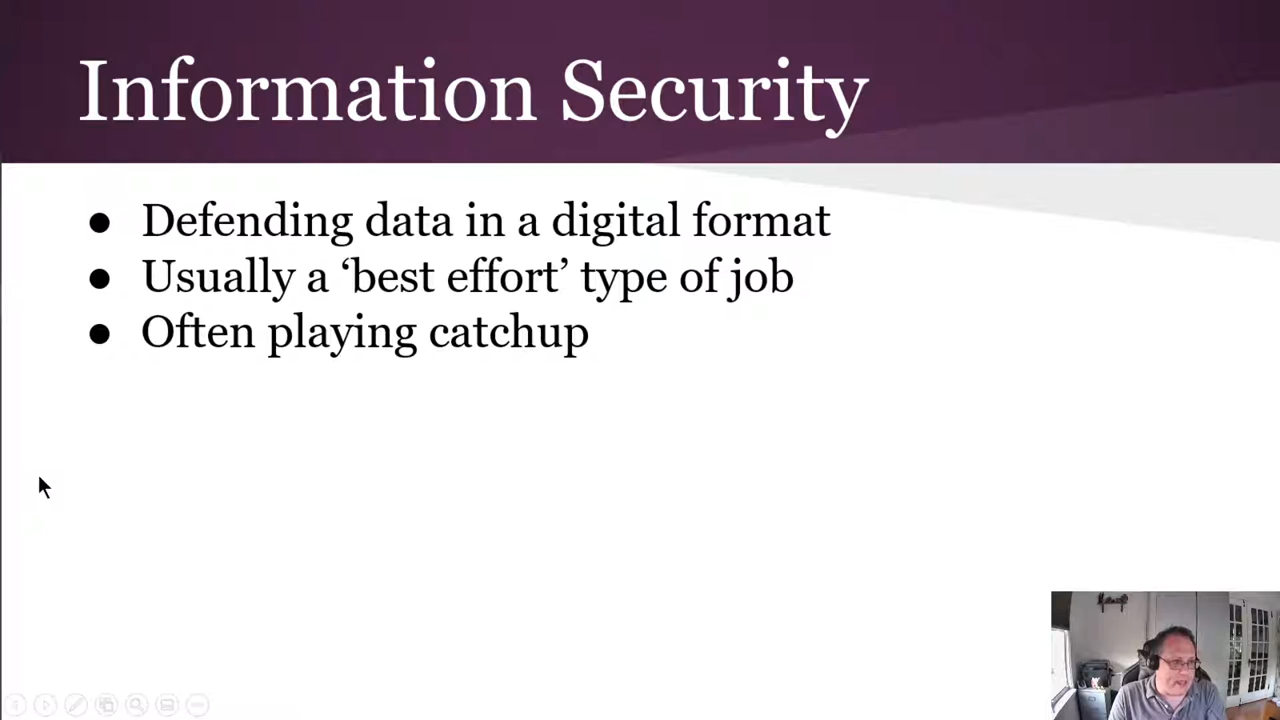 Information Security
● Defending data in a digital format
● Usually a ‘best effort’ type of job
● Often playing catchup